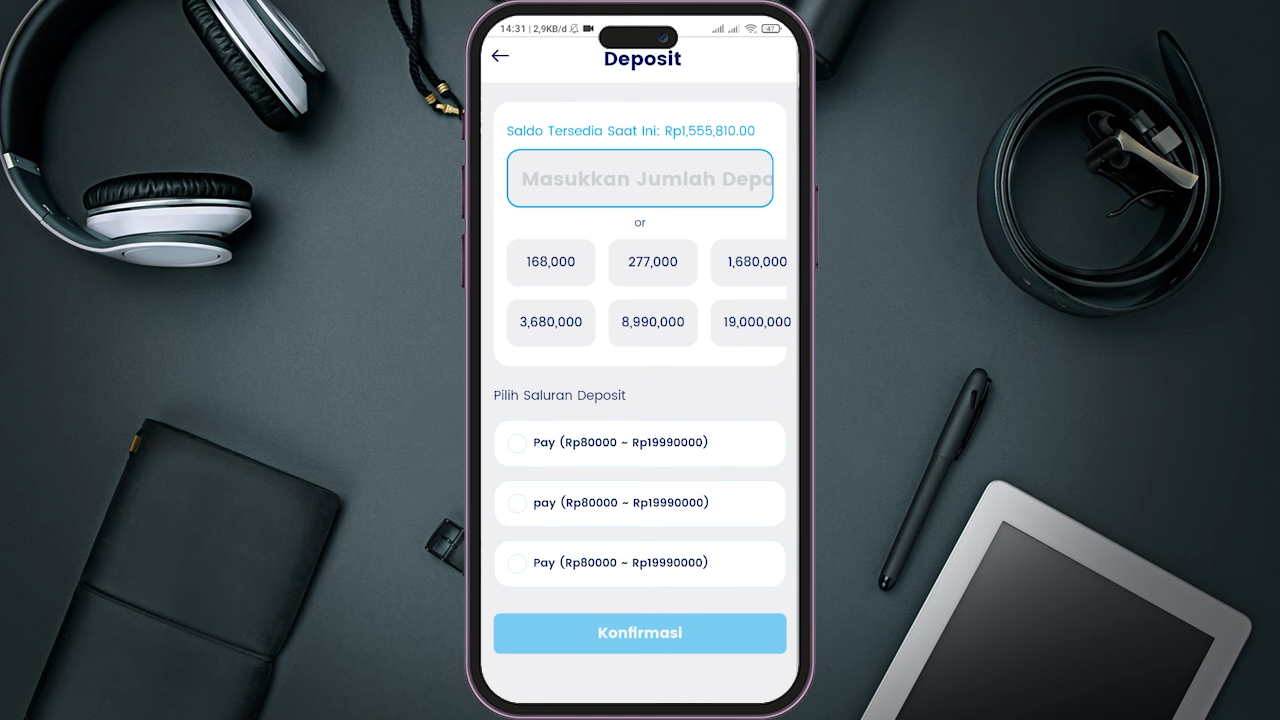 14:31 | 2,9KB/d
47
Deposit
Saldo Tersedia Saat Ini: Rp1,555,810.00
Masukkan Jumlah Depo
or
168,000
277,000
1,680,000
3,680,000
8,990,000
19,000,000
Pilih Saluran Deposit
Pay (Rp80000 ~ Rp19990000)
pay (Rp80000 ~ Rp19990000)
Pay (Rp80000 ~ Rp19990000)
Konfirmasi